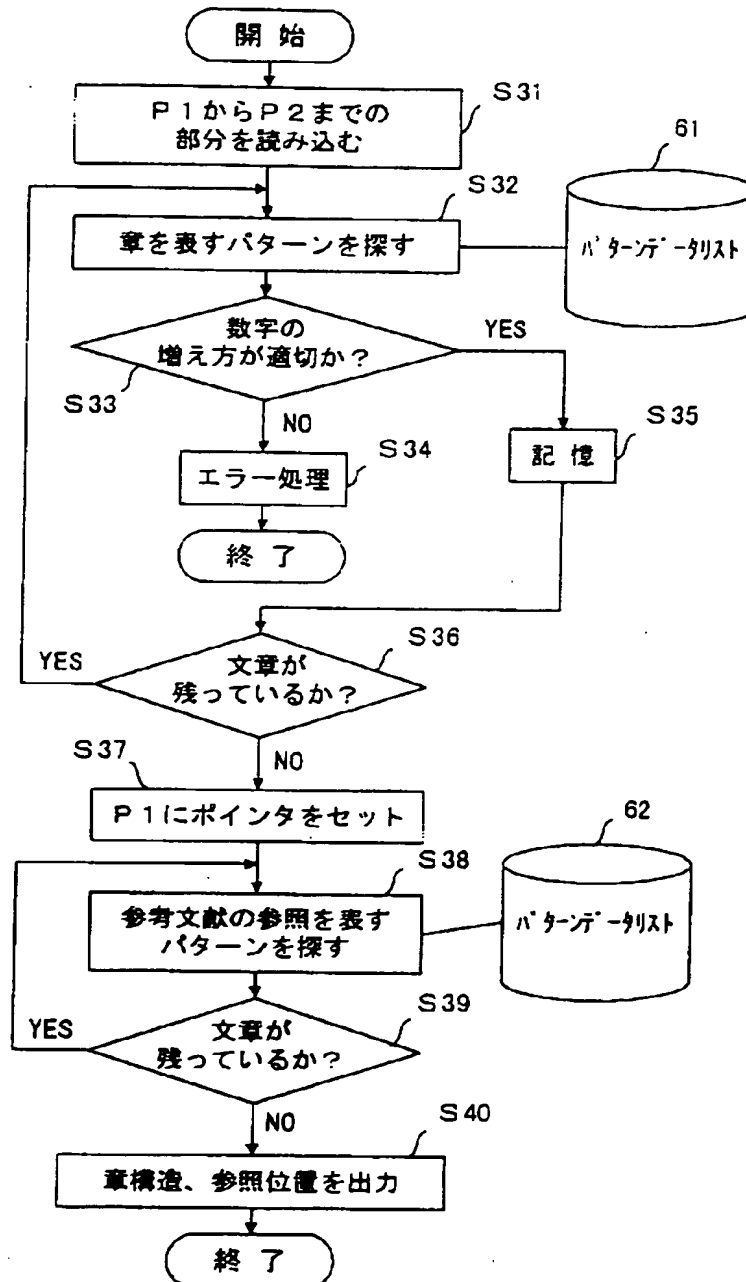 開 始
S31
P1からP2までの
部分を読み込む
61
S32
章を表すパターンを探す
パターンデータリスト
数字の
増え方が適切か?
YES
S33
NO
S34
S35
エラー処理
記 憶
終 了
S36
YES
文章が
残っているか?
S37
NO
P1にポインタをセット
62
S38
参考文献の参照を表す
パターンを探す
パターンデータリスト
S39
YES
文章が
残っているか?
NO
S40
章構造、参照位置を出力
終 了